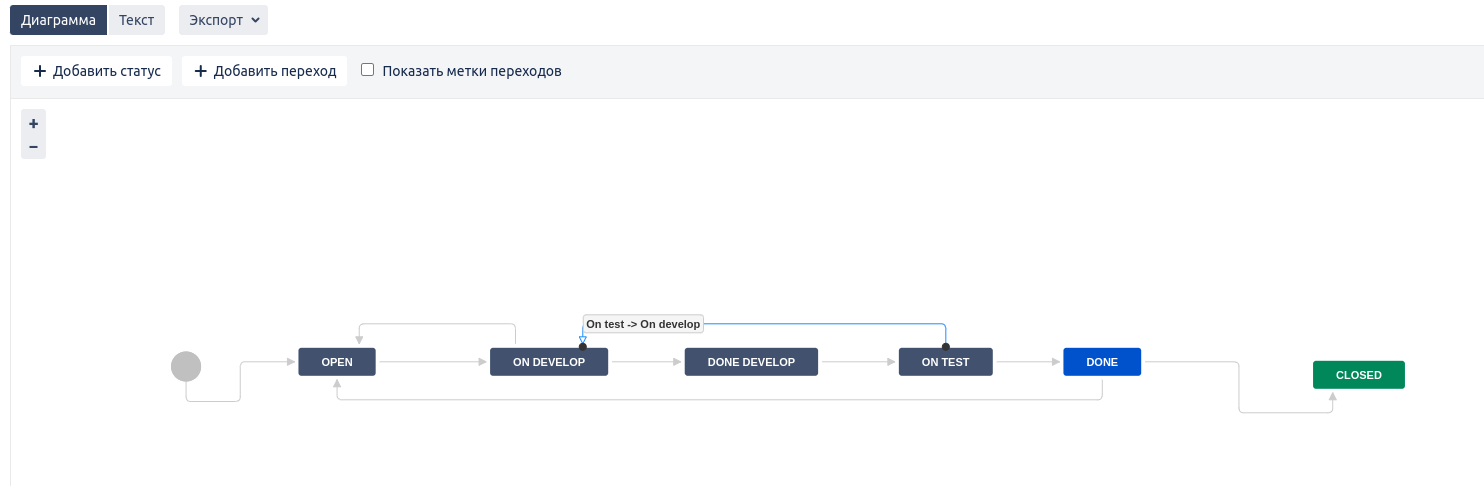 Диаграмма Текст Экспорт
+ Добавить статус + Добавить переход Показать метки переходов
+
−
On test -> On develop
OPEN ON DEVELOP DONE DEVELOP ON TEST DONE
CLOSED